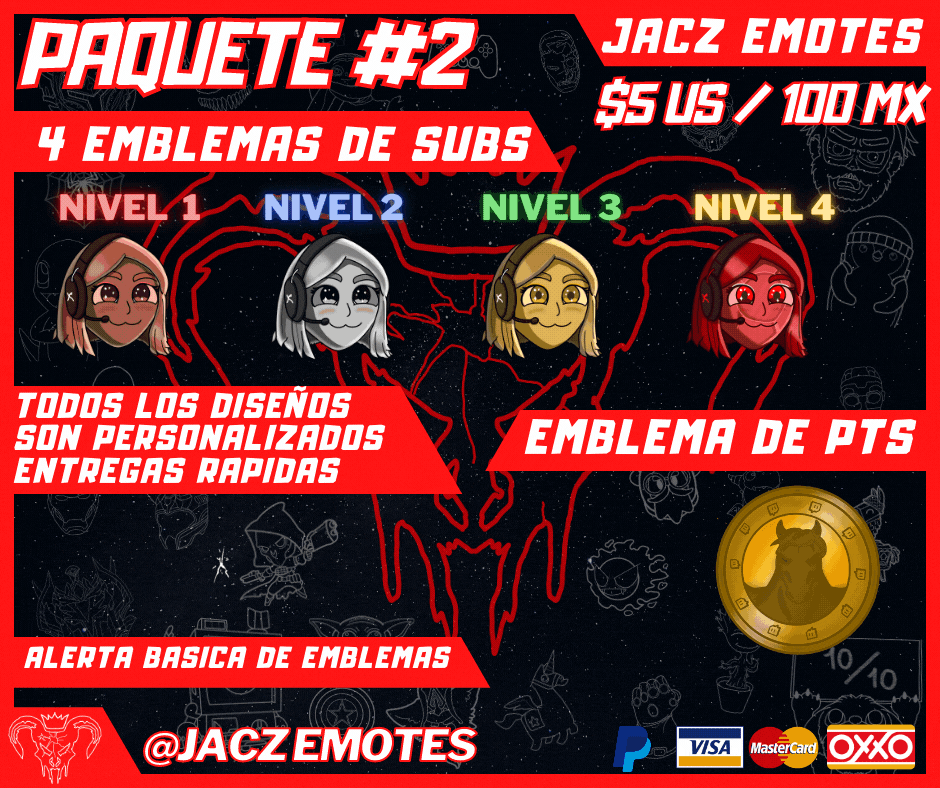 PAQUETE #2
JACZ EMOTES
$5 US / 100 MX
4 EMBLEMAS DE SUBS
NIVEL 1
NIVEL 2
NIVEL 3
NIVEL 4
TODOS LOS DISEÑOS
SON PERSONALIZADOS
ENTREGAS RAPIDAS
EMBLEMA DE PTS
10/10
ALERTA BASICA DE EMBLEMAS
@JACZ EMOTES
VISA
MasterCard
OXXO